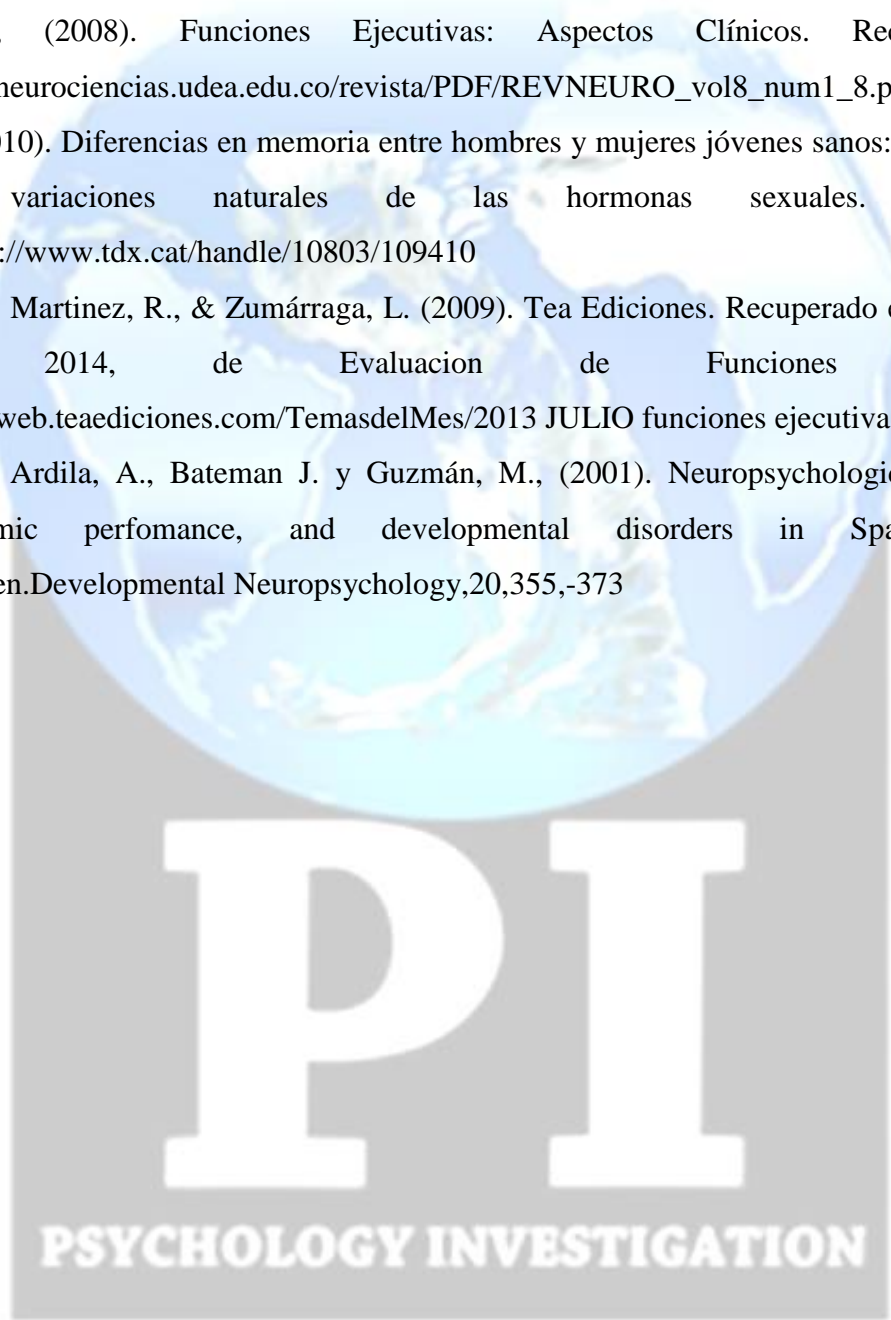 (2008). Funciones Ejecutivas: Aspectos Clínicos.
neurociencias.udea.edu.co/revista/PDF/REVNEURO_vol8_num1_8.p
010). Diferencias en memoria entre hombres y mujeres jóvenes sanos:
variaciones naturales de las hormonas sexuales.
://www.tdx.cat/handle/10803/109410
Martinez, R., & Zumárraga, L. (2009). Tea Ediciones. Recuperado
2014, de Evaluacion de Funciones
web.teaediciones.com/TemasdelMes/2013 JULIO funciones ejecutiva
Ardila, A., Bateman J. y Guzmán, M., (2001). Neuropsychologic
mic perfomance, and developmental disorders in Spa
en.Developmental Neuropsychology,20,355,-373
PI
PSYCHOLOGY INVESTIGATION